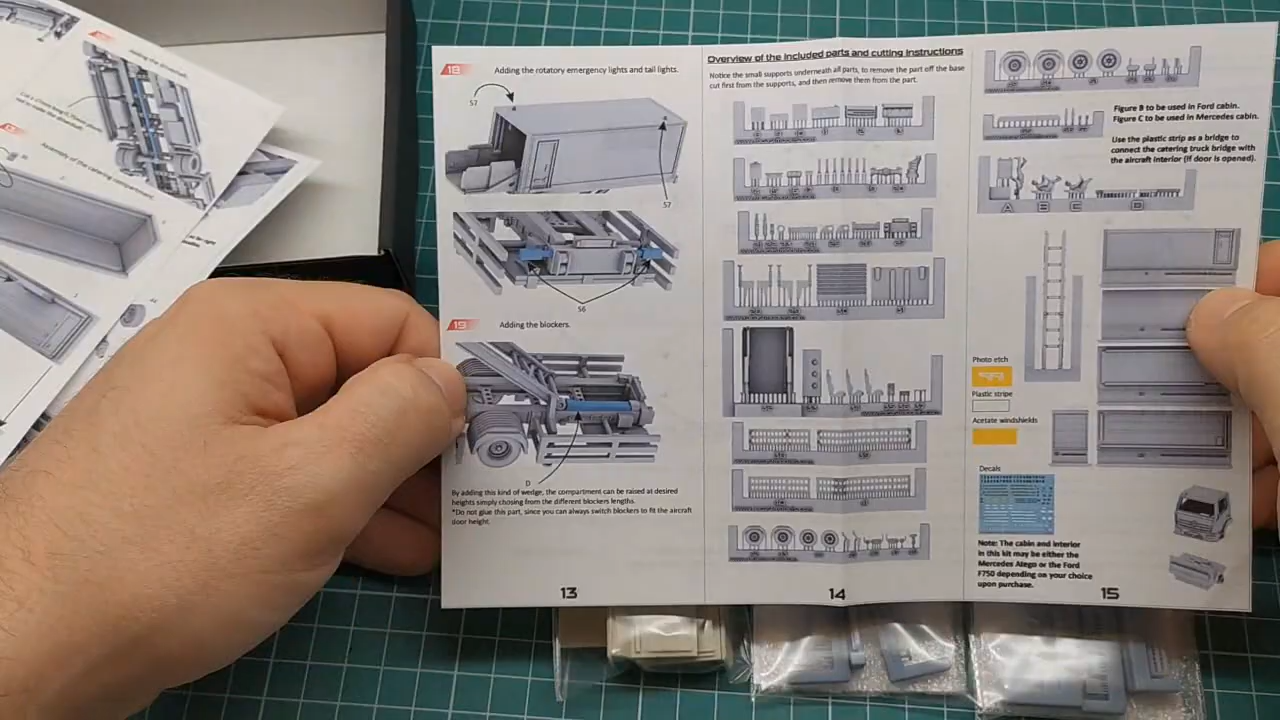 18 Adding the rotatory emergency lights and tail lights.
57
57
56
19 Adding the blockers.
D
By adding this kind of wedge, the compartment can be raised at desired
heights simply chosing from the different blockers lengths.
*Do not glue this part, since you can always switch blockers to fit the aircraft
door height.
13
Overview of the included parts and cutting instructions
Notice the small supports underneath all parts, to remove the part off the base
cut first from the supports, and then remove them from the part.
14
Figure B to be used in Ford cabin.
Figure C to be used in Mercedes cabin.
Use the plastic strip as a bridge to
connect the catering truck bridge with
the aircraft interior (if door is opened).
A B C D
Photo etch
Plastic stripe
Acetate windshields
Decals
Note: The cabin and interior
in this kit may be either the
Mercedes Atego or the Ford
F750 depending on your choice
upon purchase.
15
Assembly of the catering compartment.